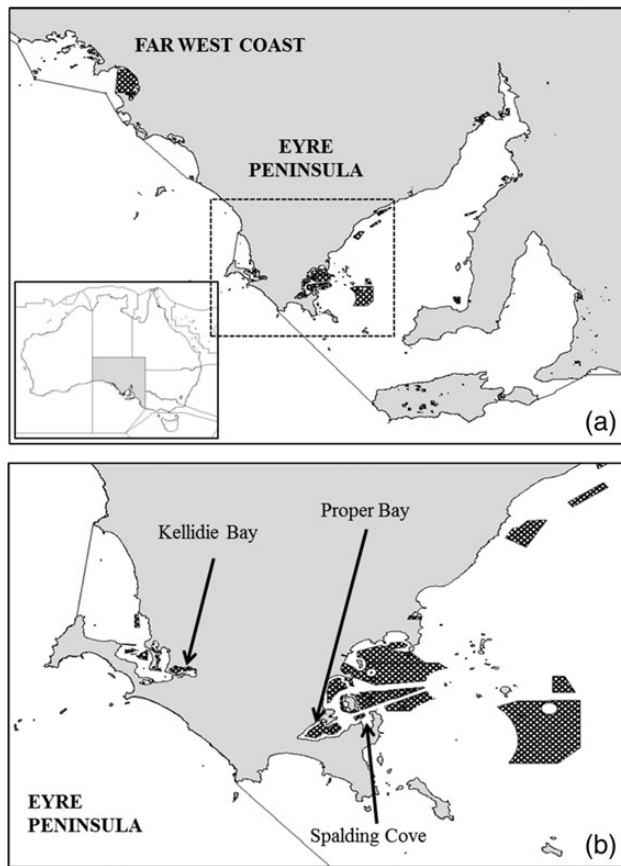 FAR WEST COAST
EYRE
PENINSULA
(a)
Proper Bay
Kellidie Bay
EYRE
PENINSULA
Spalding Cove
(b)